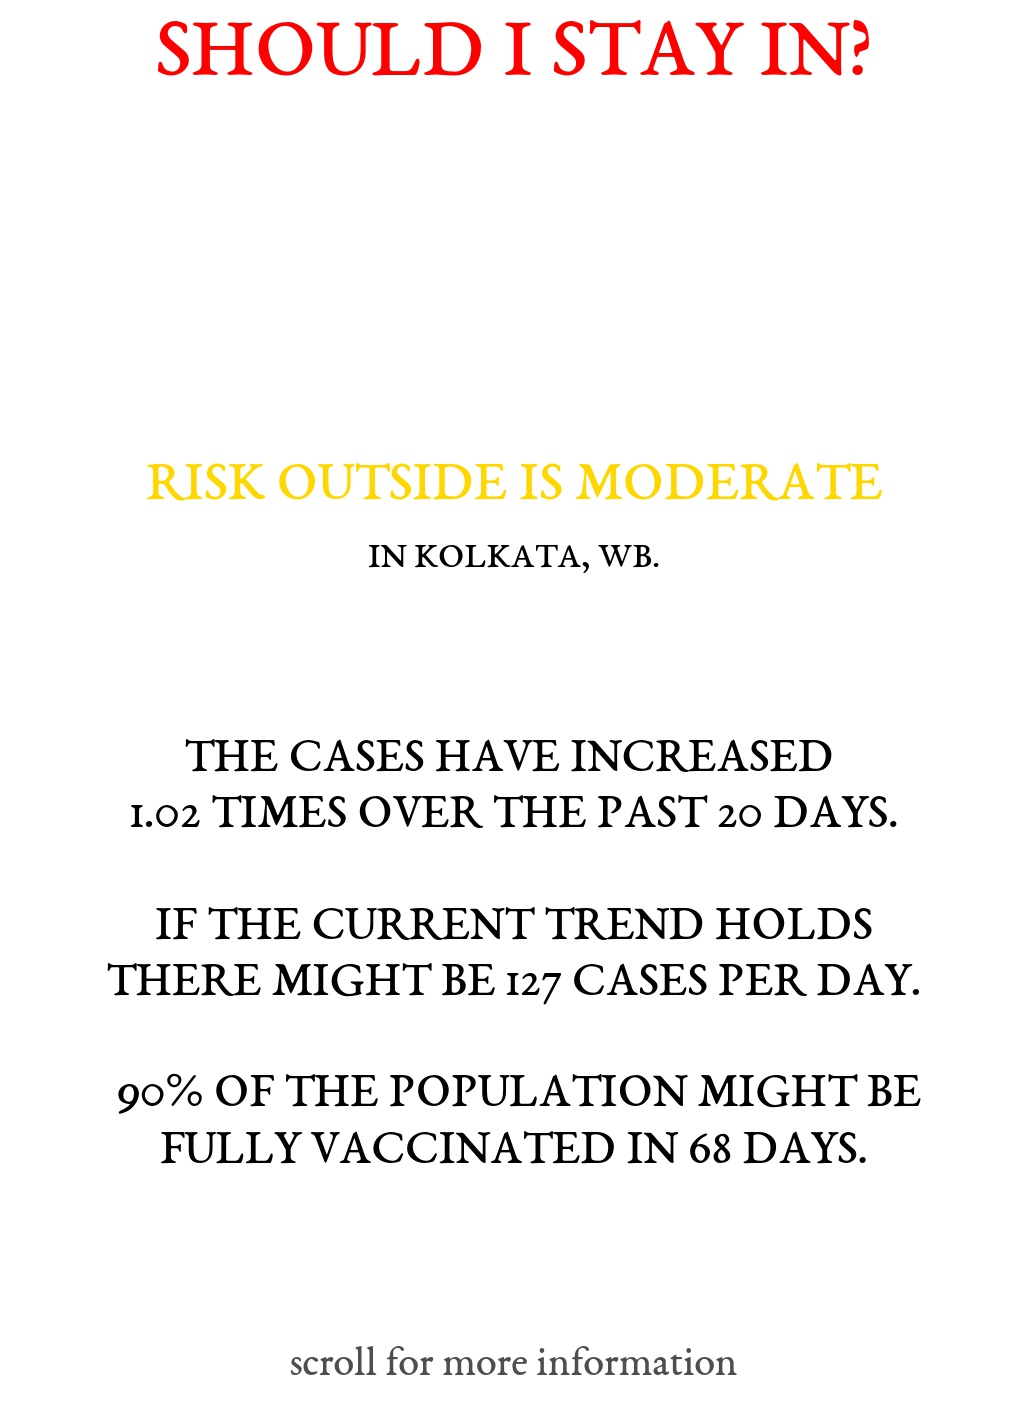 SHOULD I STAY IN?
RISK OUTSIDE IS MODERATE
IN KOLKATA, WB.
THE CASES HAVE INCREASED
1.02 TIMES OVER THE PAST 20 DAYS.
IF THE CURRENT TREND HOLDS
THERE MIGHT BE 127 CASES PER DAY.
90% OF THE POPULATION MIGHT BE
FULLY VACCINATED IN 68 DAYS.
scroll for more information